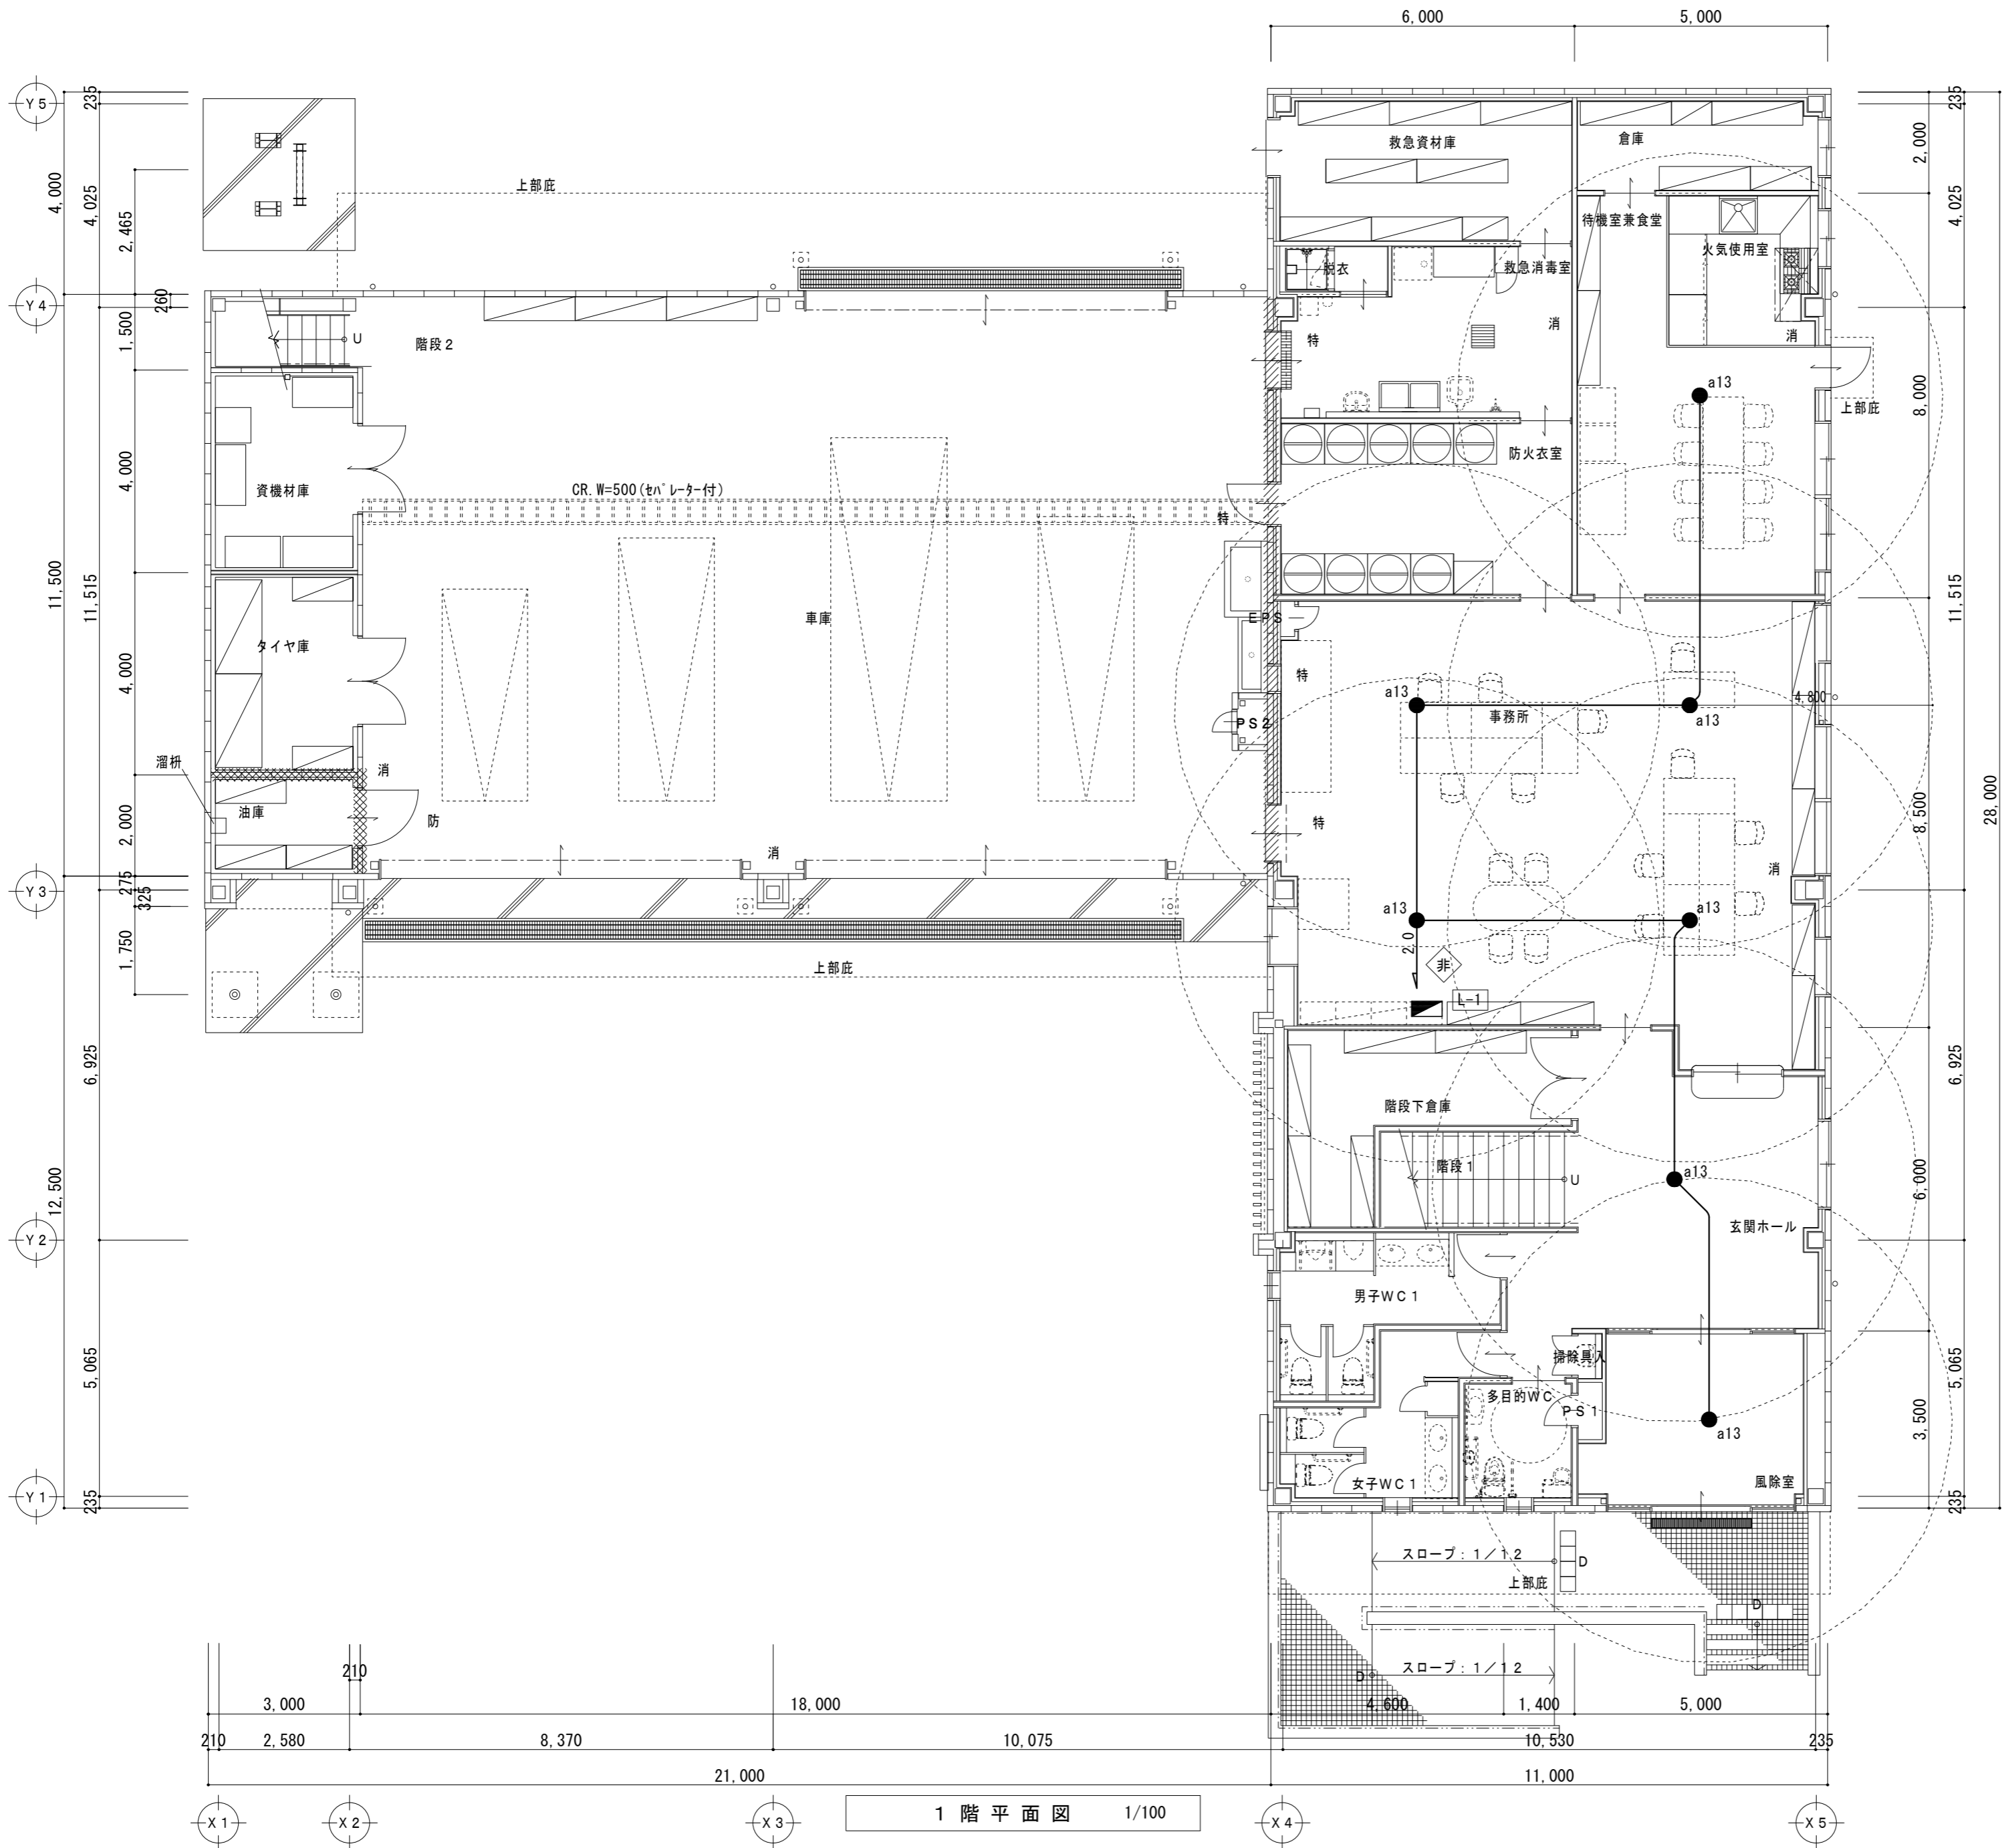 6,000
5,000
Y5
235
4,000
4,025
2,465
上部庇
救急資材庫
倉庫
235
2,000
4,025
待機室兼食堂
火気使用室
脱衣
救急消毒室
Y4
260
1,500
U
階段2
特
消
消
a13
上部庇
8,000
4,000
資機材庫
CR.W=500(ｾﾊﾟﾚｰﾀｰ付)
防火衣室
特
11,500
11,515
車庫
EPS
11,515
タイヤ庫
4,000
特
a13
事務所
a13
4,800
PS2
溜枡
消
油庫
防
2,000
特
8,500
28,000
消
消
Y3
275
325
a13
a13
1,750
2.0
非
上部庇
L-1
6,925
6,925
階段下倉庫
階段1
U
a13
12,500
6,000
玄関ホール
Y2
男子WC1
掃除具入
多目的WC
PS1
5,065
5,065
a13
3,500
女子WC1
風除室
Y1
235
235
スロープ：1／12
D
上部庇
D
スロープ：1／12
D
210
3,000
18,000
4,600
1,400
5,000
210
2,580
8,370
10,075
10,530
235
21,000
11,000
X1
X2
X3
1階平面図 1/100
X4
X5